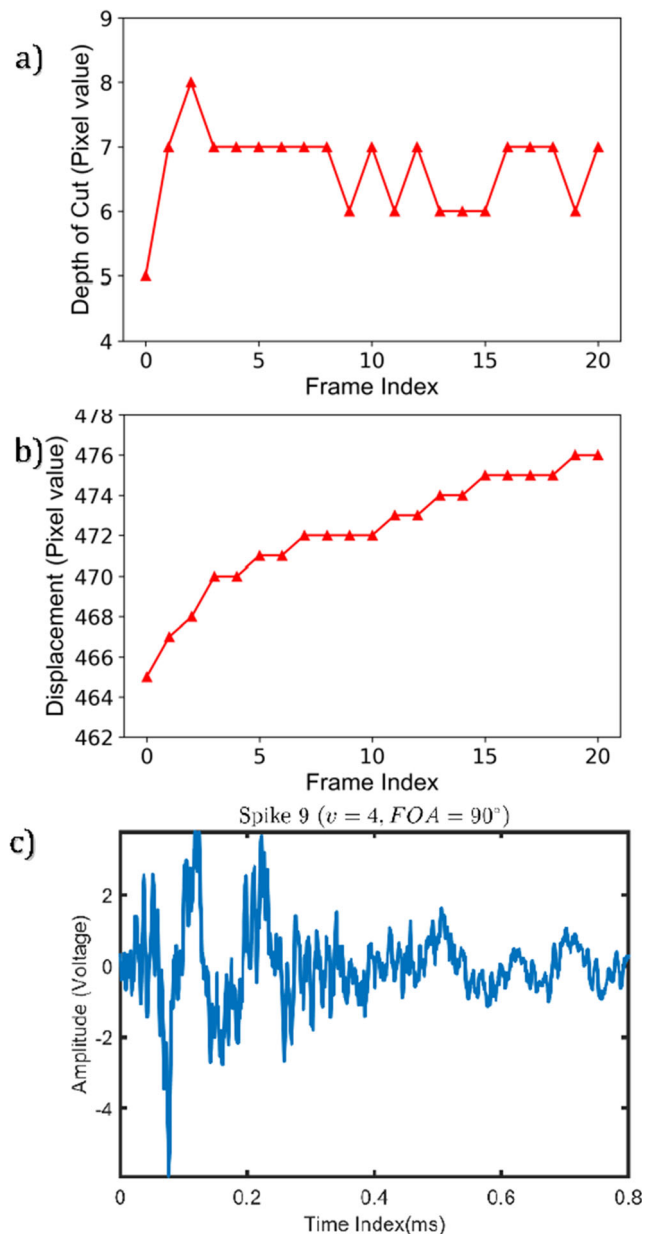 a)
Depth of Cut (Pixel value)
9
8
7
6
5
4
0 5 10 15 20
Frame Index
b)
Displacement (Pixel value)
478
476
474
472
470
468
466
464
462
0 5 10 15 20
Frame Index
c)
Spike 9 (v = 4, FOA = 90°)
Amplitude (Voltage)
2
0
-2
-4
0 0.2 0.4 0.6 0.8
Time Index(ms)